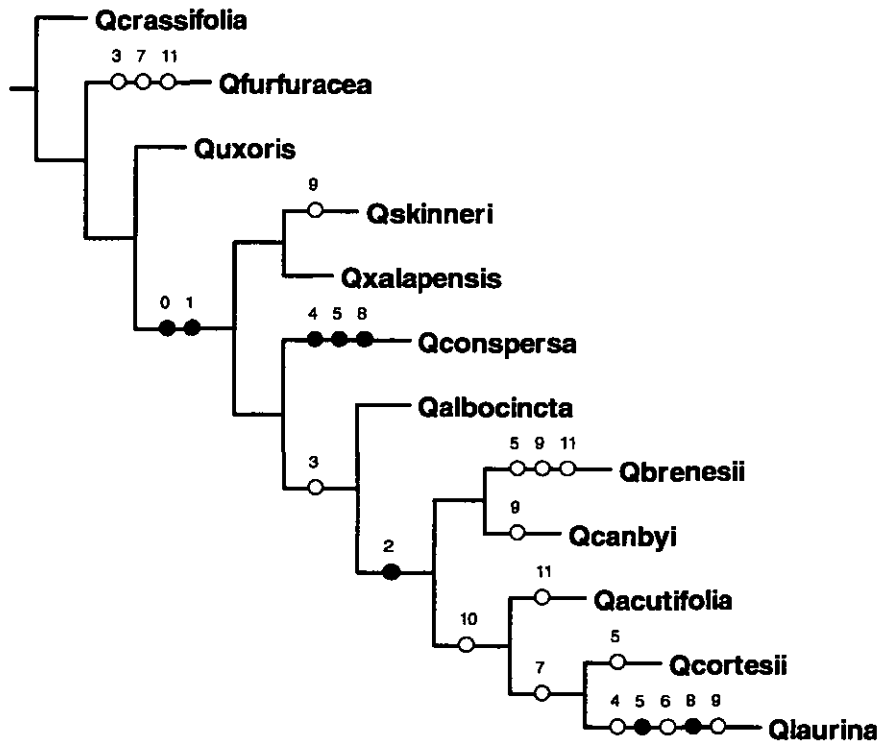 Qcrassifolia
3 7 11
Qfurfuracea
Quxoris
9
Qskinneri
Qxalapensis
0 1
4 5 8
Qconspersa
Qalbocincta
3
5 9 11
Qbrenesii
9
Qcanbyi
2
11
Qacutifolia
10
5
Qcortesii
7
4 5 6 8 9
Qlaurina